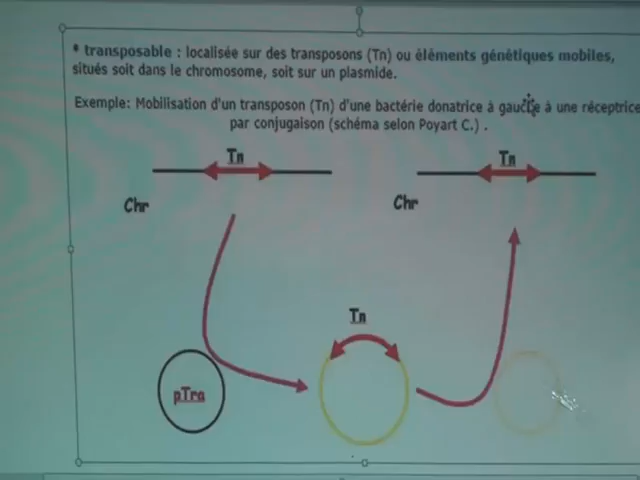 * transposable : localisée sur des transposons (Tn) ou éléments génétiques mobiles,
situés soit dans le chromosome, soit sur un plasmide.
Exemple: Mobilisation d'un transposon (Tn) d'une bactérie donatrice à gauche à une réceptrice
par conjugaison (schéma selon Poyart C.) .
Tn Tn
Chr Chr
Tn
pTra